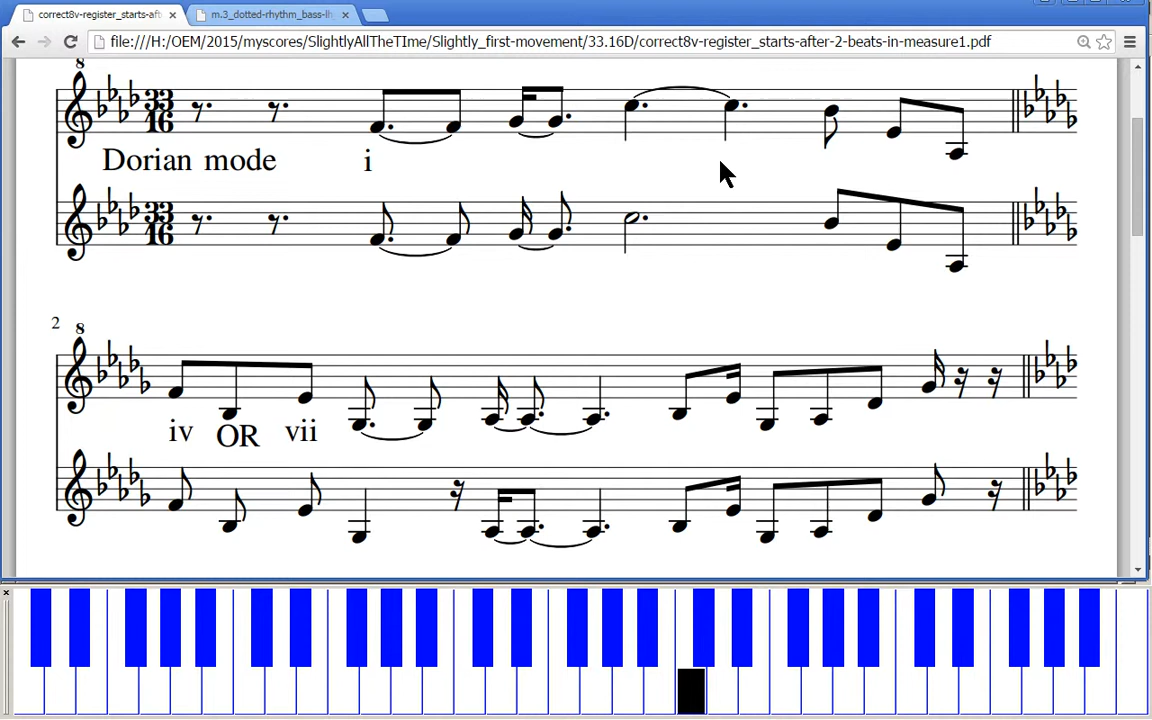 correct8v-register_starts-aft
m.3_dotted-rhythm_bass-lh
file:///H:/OEM/2015/myscores/SlightlyAllTheTIme/Slightly_first-movement/33.16D/correct8v-register_starts-after-2-beats-in-measure1.pdf
8
33
16
Dorian mode i
33
16
2
8
iv OR vii